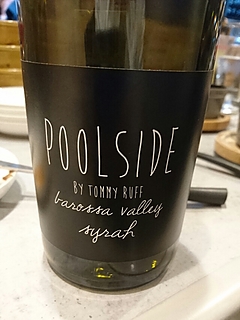 POOLSIDE
BY TOMMY RUFF
barossa valley
syrah